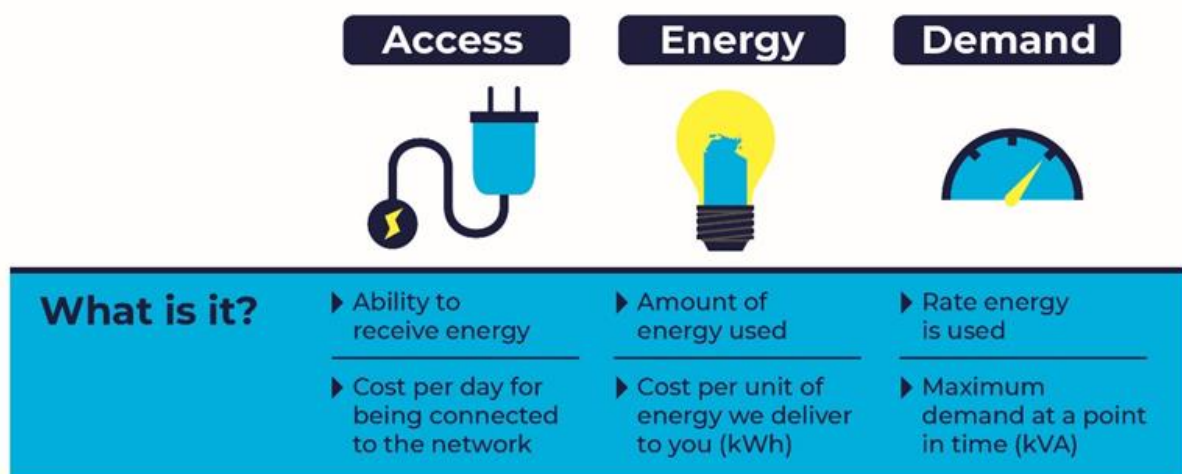 Access
Energy
Demand
What is it?
Ability to
receive energy
Cost per day for
being connected
to the network
Amount of
energy used
Cost per unit of
energy we deliver
to you (kWh)
Rate energy
is used
Maximum
demand at a point
in time (kVA)